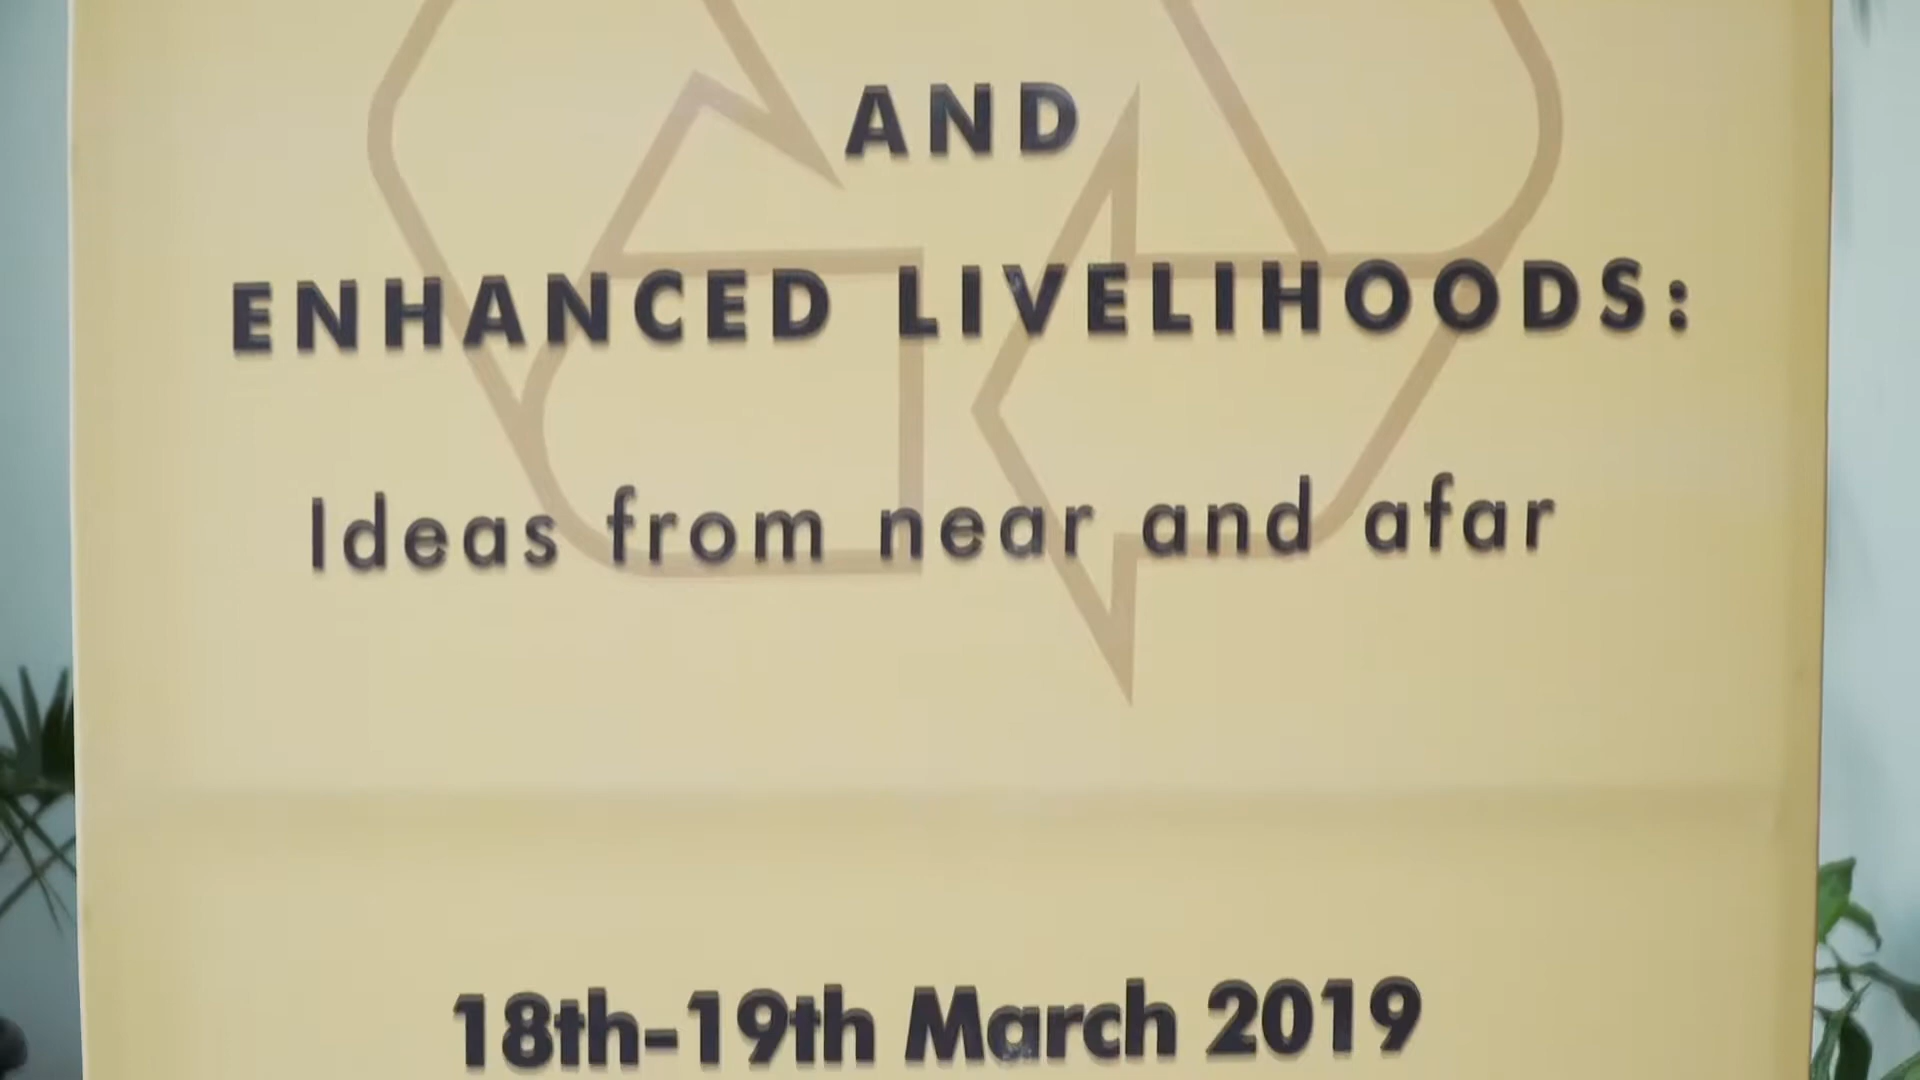 AND
ENHANCED LIVELIHOODS:
Ideas from near and afar
18th-19th March 2019